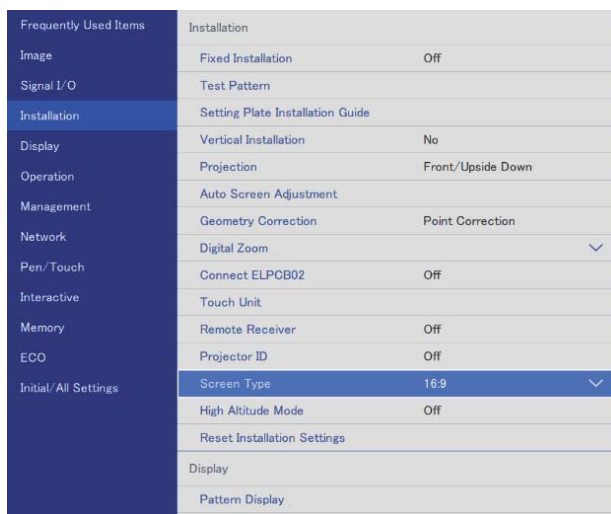 Frequently Used Items
Image
Signal I/O
Installation
Display
Operation
Management
Network
Pen/Touch
Interactive
Memory
ECO
Initial/All Settings
Installation
Fixed Installation Off
Test Pattern
Setting Plate Installation Guide
Vertical Installation No
Projection Front/Upside Down
Auto Screen Adjustment
Geometry Correction Point Correction
Digital Zoom
Connect ELPCB02 Off
Touch Unit
Remote Receiver Off
Projector ID Off
Screen Type 16:9
High Altitude Mode Off
Reset Installation Settings
Display
Pattern Display